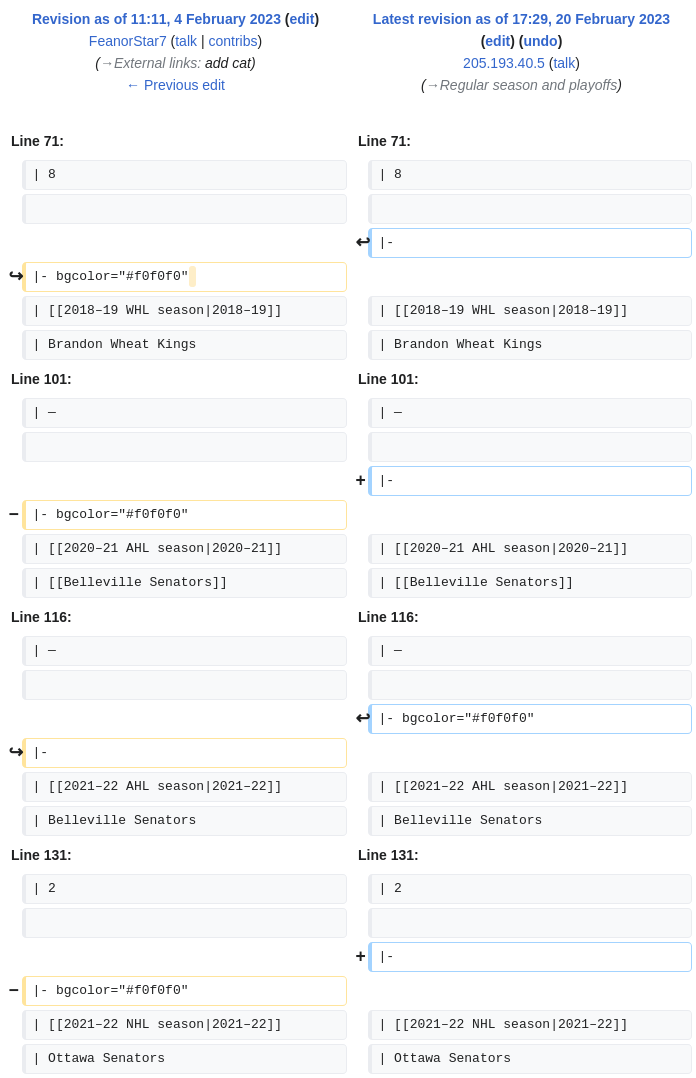 Revision as of 11:11, 4 February 2023 (edit)
FeanorStar7 (talk | contribs)
(→External links: add cat)
← Previous edit
Latest revision as of 17:29, 20 February 2023
(edit) (undo)
205.193.40.5 (talk)
(→Regular season and playoffs)
Line 71: Line 71:
| 8 | 8
↩ |-
↪ |- bgcolor="#f0f0f0"
| [[2018–19 WHL season|2018–19]] | [[2018–19 WHL season|2018–19]]
| Brandon Wheat Kings | Brandon Wheat Kings
Line 101: Line 101:
| — | —
+ |-
− |- bgcolor="#f0f0f0"
| [[2020–21 AHL season|2020–21]] | [[2020–21 AHL season|2020–21]]
| [[Belleville Senators]] | [[Belleville Senators]]
Line 116: Line 116:
| — | —
↩ |- bgcolor="#f0f0f0"
↪ |-
| [[2021–22 AHL season|2021–22]] | [[2021–22 AHL season|2021–22]]
| Belleville Senators | Belleville Senators
Line 131: Line 131:
| 2 | 2
+ |-
− |- bgcolor="#f0f0f0"
| [[2021–22 NHL season|2021–22]] | [[2021–22 NHL season|2021–22]]
| Ottawa Senators | Ottawa Senators